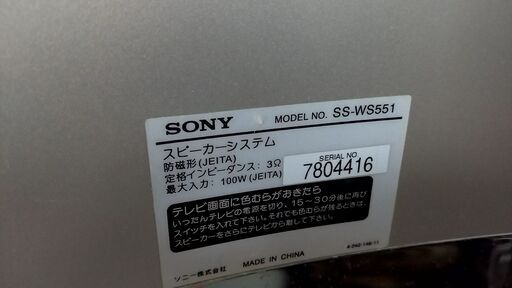 SONY MODEL NO. SS-WS551
スピーカーシステム
防磁形(JEITA)
定格インピーダンス: 3Ω
最大入力: 100W(JEITA)
SERIAL NO
7804416
テレビ画面に色むらがおきたら
いったんテレビの電源を切り、15～30分後に再び
スイッチを入れて下さい。それでも色むらが残るときは、
スピーカーをさらにテレビから離して下さい。
ソニー株式会社 MADE IN CHINA